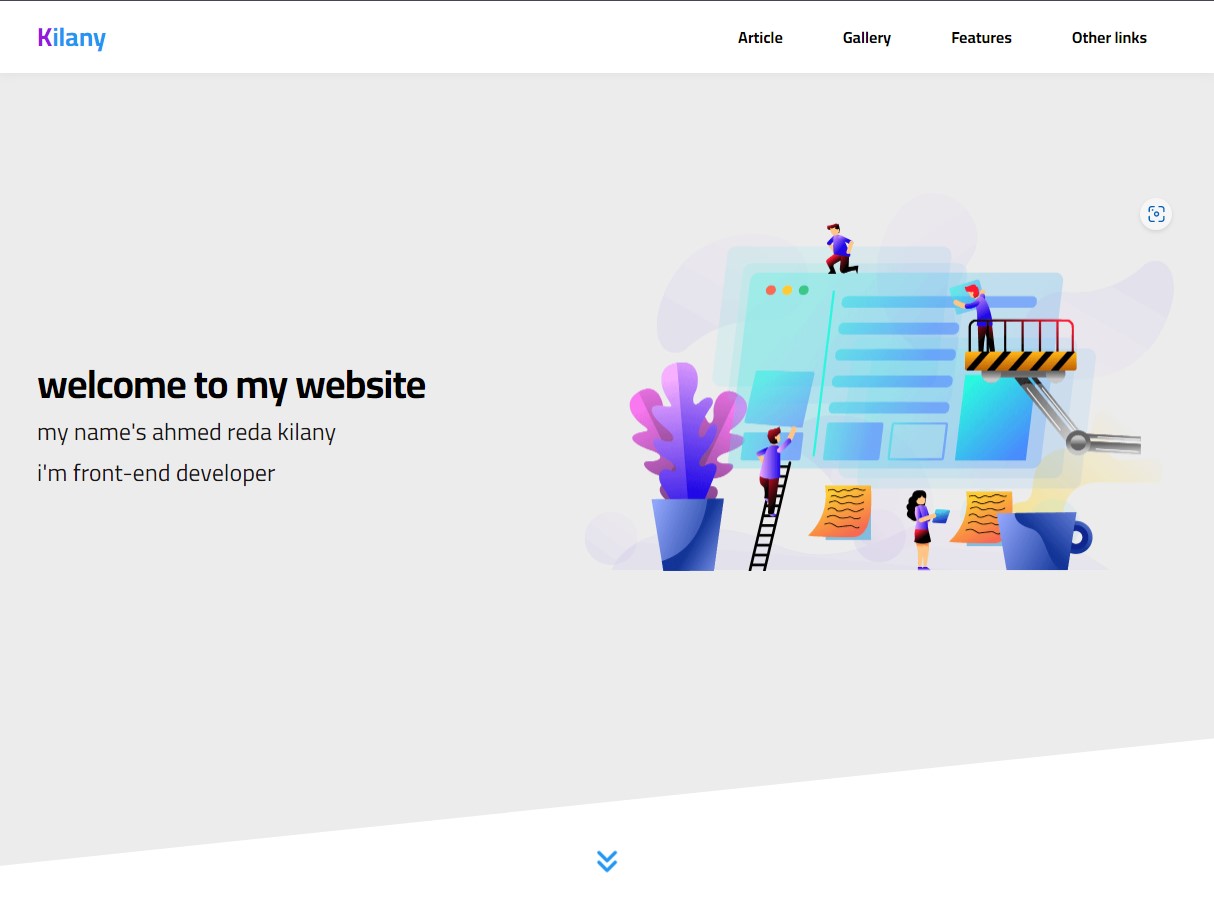 Kilany
Article Gallery Features Other links
welcome to my website
my name's ahmed reda kilany
i'm front-end developer